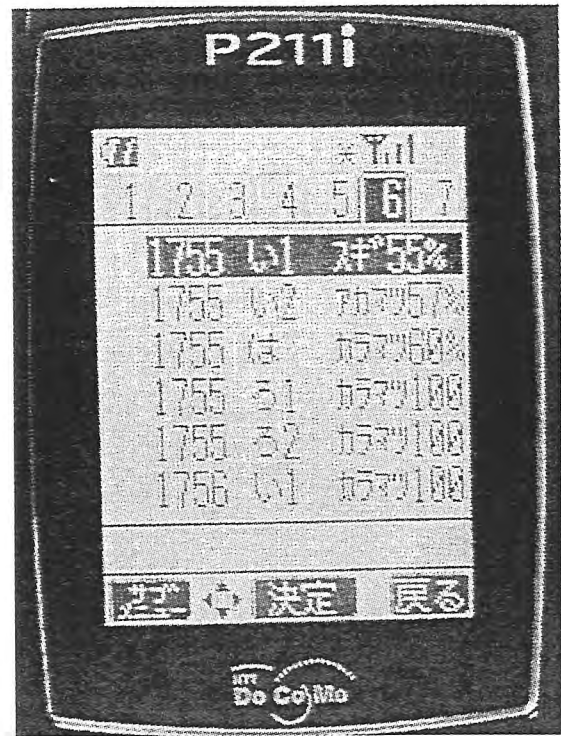 P211i
1 2 3 4 5 6 7
1755 い1 スギ55%
1755 い2 アカマツ57%
1755 は カラマツ60%
1755 ろ1 カラマツ100
1755 ろ2 カラマツ100
1756 い1 カラマツ100
決定 戻る
NTT
DoCoMo